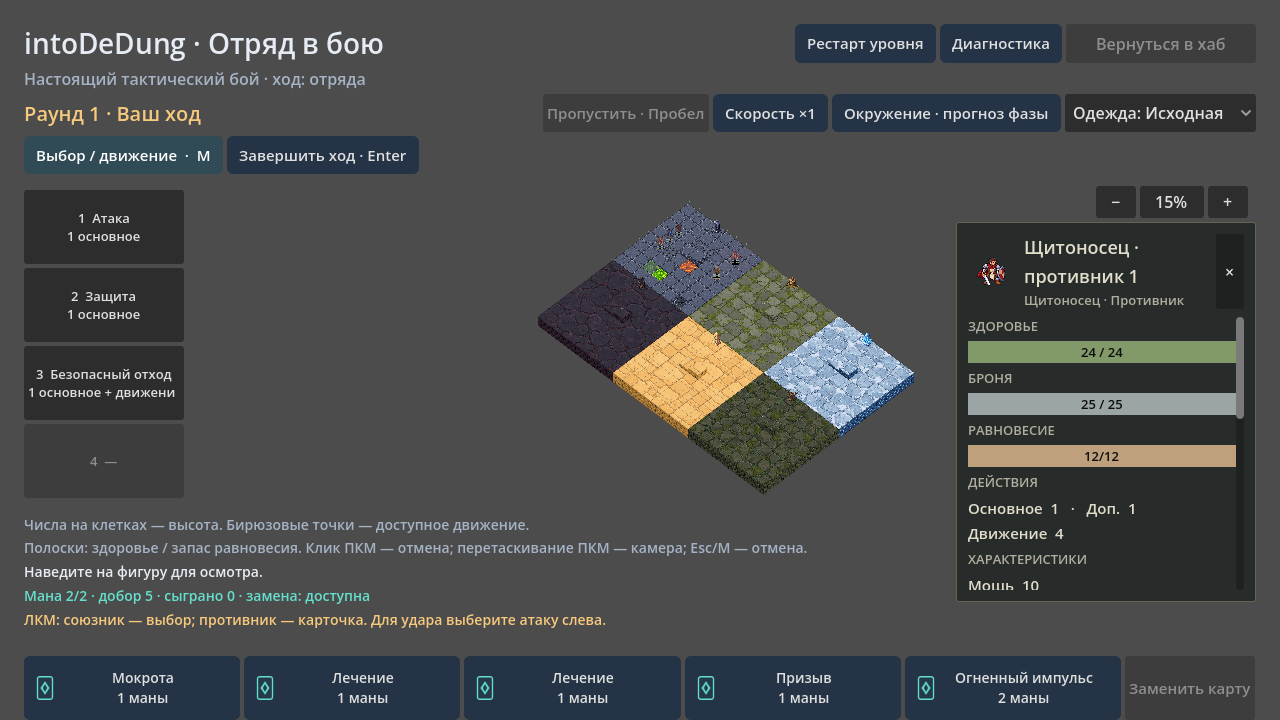 intoDeDung · Отряд в бою
Рестарт уровня
Диагностика
Вернуться в хаб
Настоящий тактический бой · ход: отряда
Раунд 1 · Ваш ход
Пропустить · Пробел
Скорость ×1
Окружение · прогноз фазы
Одежда: Исходная
Выбор / движение · M
Завершить ход · Enter
− 15% +
1 Атака
1 основное
2 Защита
1 основное
3 Безопасный отход
1 основное + движени
4 —
Щитоносец ·
противник 1
×
Щитоносец · Противник
ЗДОРОВЬЕ
24 / 24
БРОНЯ
25 / 25
РАВНОВЕСИЕ
12/12
ДЕЙСТВИЯ
Основное 1 · Доп. 1
Движение 4
ХАРАКТЕРИСТИКИ
Мощь 10
Числа на клетках — высота. Бирюзовые точки — доступное движение.
Полоски: здоровье / запас равновесия. Клик ПКМ — отмена; перетаскивание ПКМ — камера; Esc/M — отмена.
Наведите на фигуру для осмотра.
Мана 2/2 · добор 5 · сыграно 0 · замена: доступна
ЛКМ: союзник — выбор; противник — карточка. Для удара выберите атаку слева.
Мокрота
1 маны
Лечение
1 маны
Лечение
1 маны
Призыв
1 маны
Огненный импульс
2 маны
Заменить карту